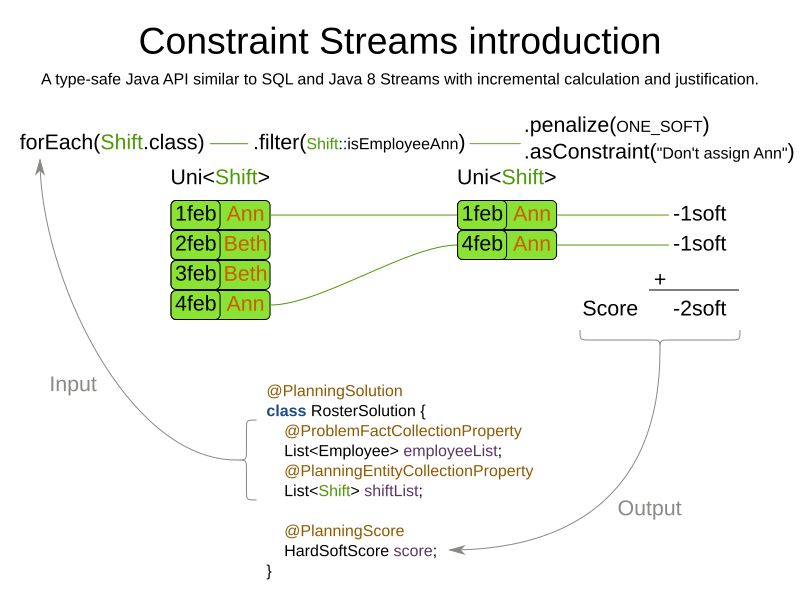 Constraint Streams introduction
A type-safe Java API similar to SQL and Java 8 Streams with incremental calculation and justification.
forEach(Shift.class) .filter(Shift::isEmployeeAnn) .penalize(ONE_SOFT)
.asConstraint("Don't assign Ann")
Uni<Shift> Uni<Shift>
1feb Ann 1feb Ann -1soft
2feb Beth 4feb Ann -1soft
3feb Beth +
4feb Ann Score -2soft
Input
@PlanningSolution
class RosterSolution {
@ProblemFactCollectionProperty
List<Employee> employeeList;
@PlanningEntityCollectionProperty
List<Shift> shiftList;
Output
@PlanningScore
HardSoftScore score;
}